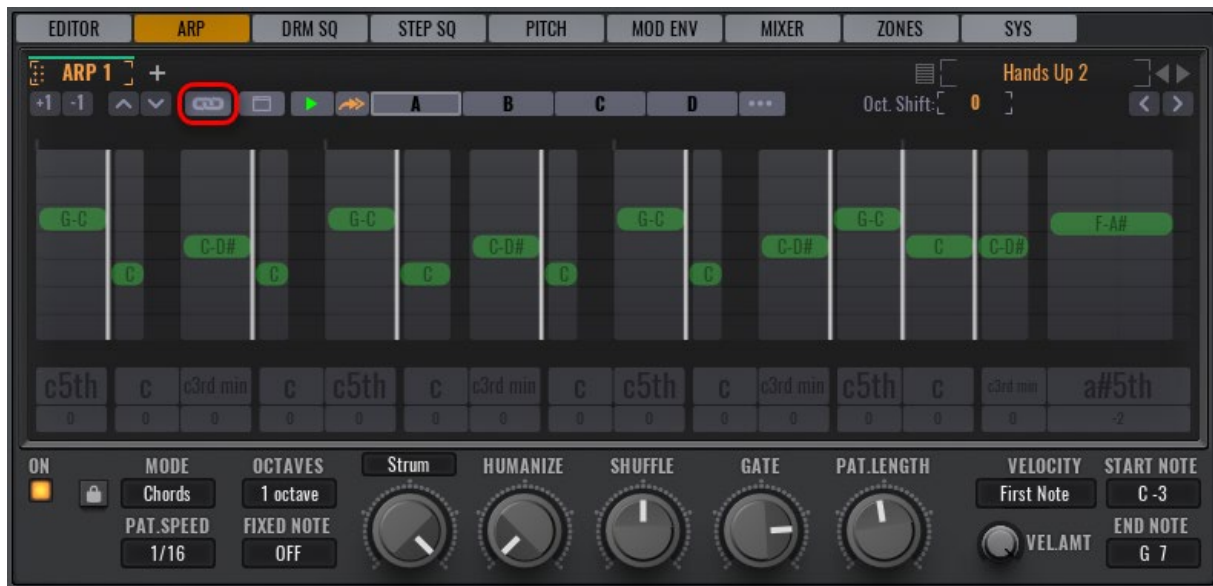 EDITOR ARP DRM SQ STEP SQ PITCH MOD ENV MIXER ZONES SYS
ARP 1 + Hands Up 2
+1 -1 A B C D ••• Oct. Shift: 0
G-C G-C G-C G-C F-A#
C-D# C-D# C-D# C C-D#
C C C C C
c5th c c3rd min c c5th c c3rd min c c5th c c3rd min c5th c c3rd min a#5th
0 0 0 0 0 0 0 0 0 0 0 0 0 0 -2
ON MODE OCTAVES Strum HUMANIZE SHUFFLE GATE PAT.LENGTH VELOCITY START NOTE
Chords 1 octave First Note C -3
PAT.SPEED FIXED NOTE VEL.AMT END NOTE
1/16 OFF G 7